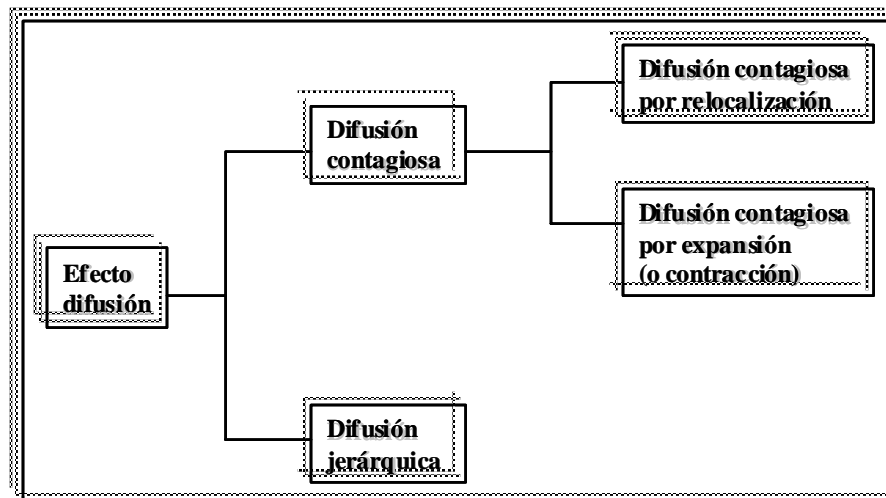 Difusión contagiosa
por relocalización
Difusión
contagiosa
Difusión contagiosa
por expansión
(o contracción)
Efecto
difusión
Difusión
jerárquica